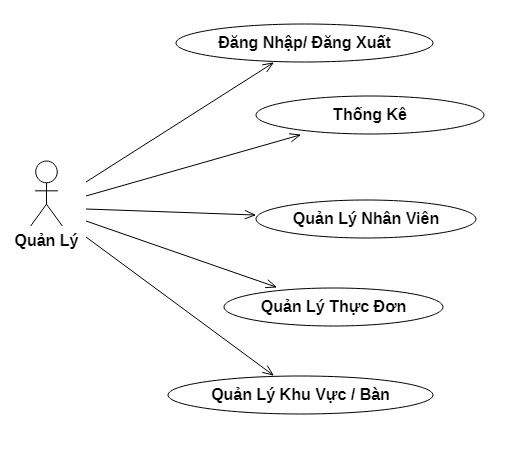 Đăng Nhập/ Đăng Xuất
Thống Kê
Quản Lý Nhân Viên
Quản Lý
Quản Lý Thực Đơn
Quản Lý Khu Vực / Bàn